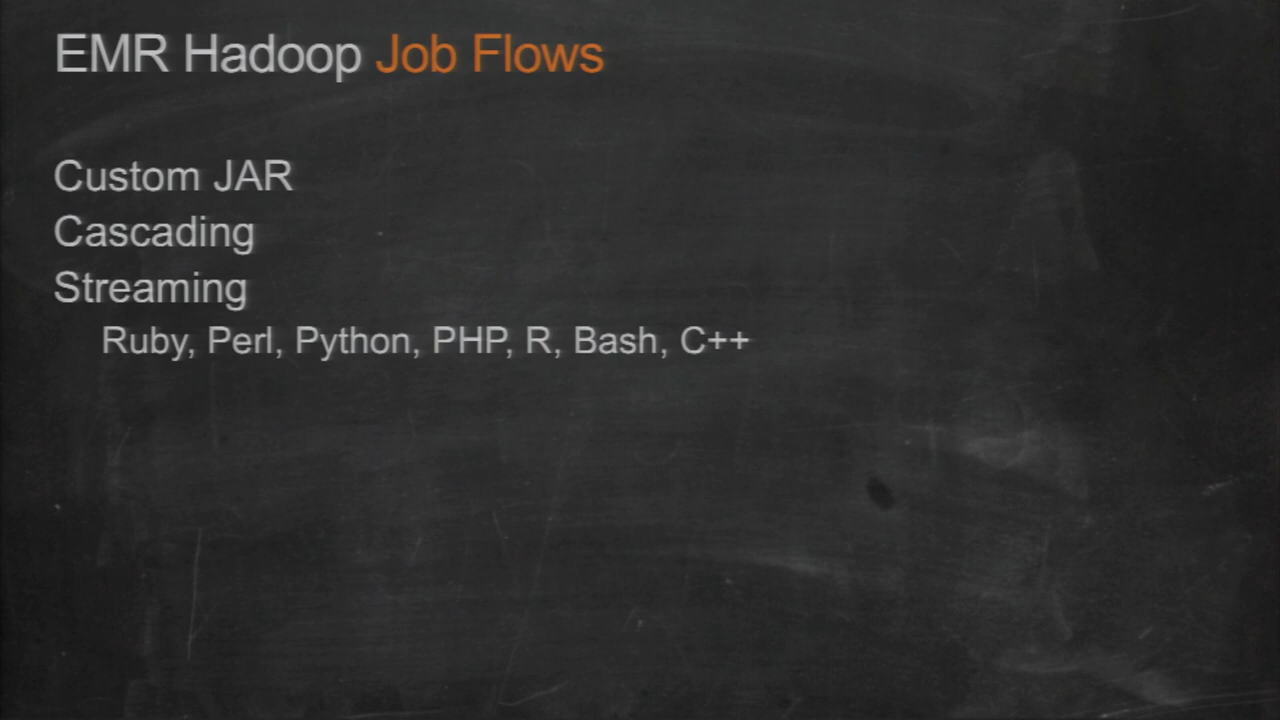 EMR Hadoop Job Flows
Custom JAR
Cascading
Streaming
Ruby, Perl, Python, PHP, R, Bash, C++